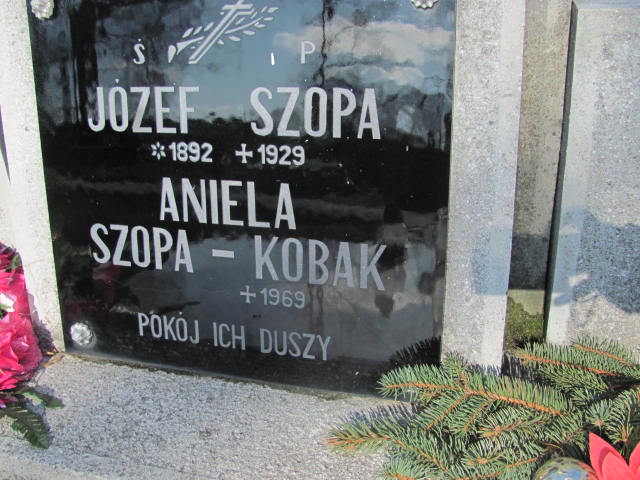 Ś i P
JÓZEF SZOPA
*1892 +1929
ANIELA
SZOPA - KOBAK
+1969
POKÓJ ICH DUSZY